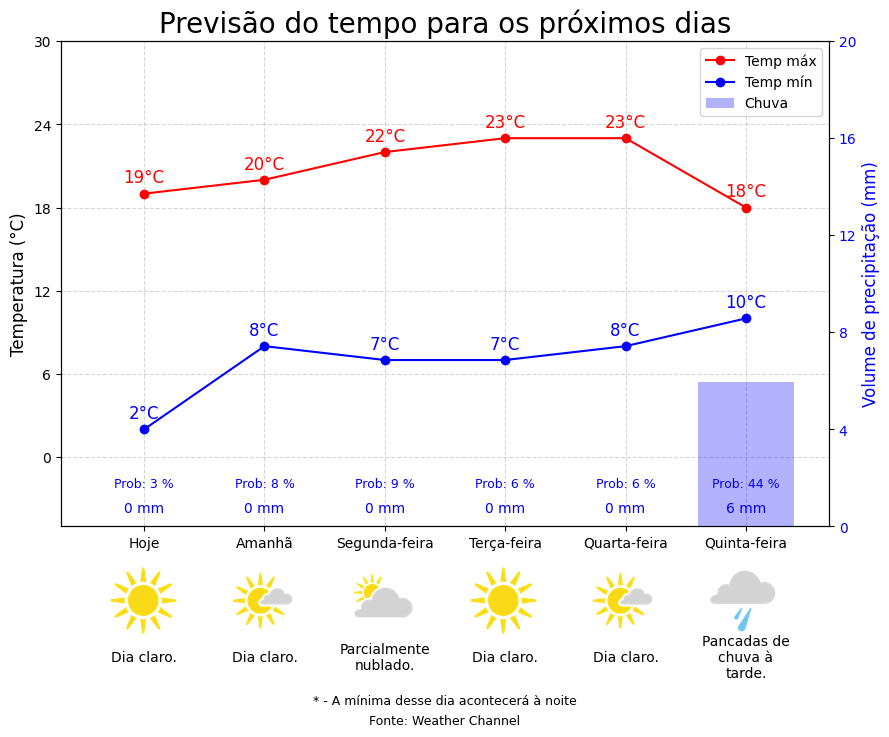 Previsão do tempo para os próximos dias
Temp máx
Temp mín
Chuva
Temperatura (°C)
Volume de precipitação (mm)
30
24
18
12
6
0
20
16
12
8
4
0
19°C
20°C
22°C
23°C
23°C
18°C
2°C
8°C
7°C
7°C
8°C
10°C
Prob: 3 %
Prob: 8 %
Prob: 9 %
Prob: 6 %
Prob: 6 %
Prob: 44 %
0 mm
0 mm
0 mm
0 mm
0 mm
6 mm
Hoje
Amanhã
Segunda-feira
Terça-feira
Quarta-feira
Quinta-feira
Dia claro.
Dia claro.
Parcialmente
nublado.
Dia claro.
Dia claro.
Pancadas de
chuva à
tarde.
* - A mínima desse dia acontecerá à noite
Fonte: Weather Channel